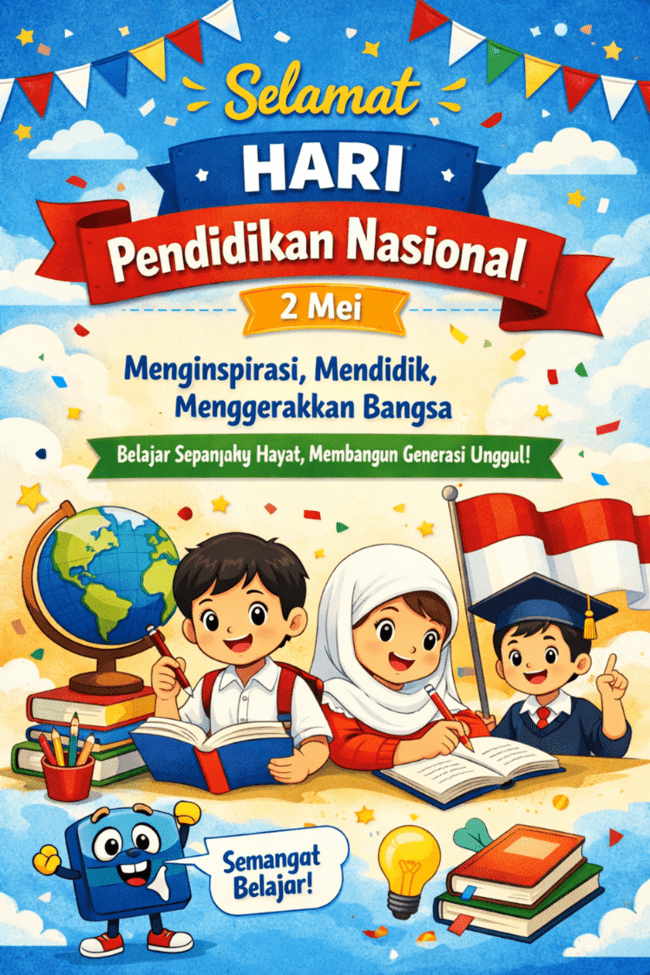 Selamat
HARI
Pendidikan Nasional
2 Mei
Menginspirasi, Mendidik,
Menggerakkan Bangsa
Belajar Sepanjahy Hayat, Membangun Generasi Unggul!
Semangat
Belajar!